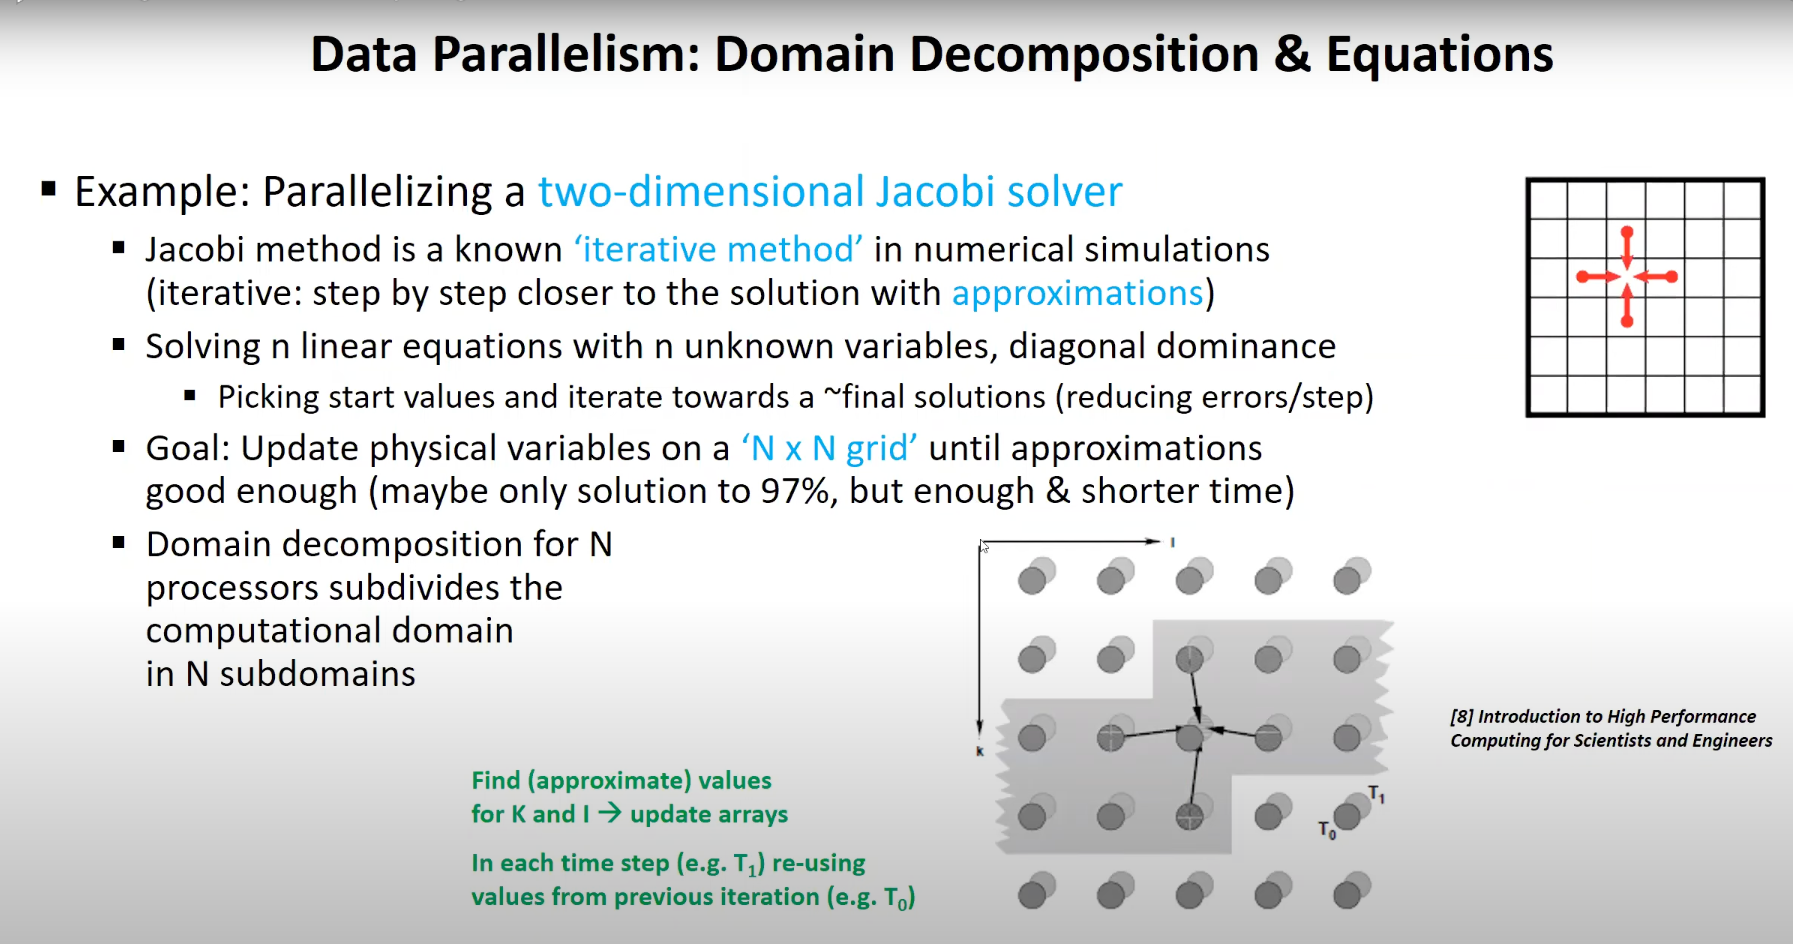 Data Parallelism: Domain Decomposition & Equations
▪ Example: Parallelizing a two-dimensional Jacobi solver
▪ Jacobi method is a known ‘iterative method’ in numerical simulations
(iterative: step by step closer to the solution with approximations)
▪ Solving n linear equations with n unknown variables, diagonal dominance
▪ Picking start values and iterate towards a ~final solutions (reducing errors/step)
▪ Goal: Update physical variables on a ‘N x N grid’ until approximations
good enough (maybe only solution to 97%, but enough & shorter time)
▪ Domain decomposition for N
processors subdivides the
computational domain
in N subdomains
Find (approximate) values
for K and I → update arrays
In each time step (e.g. T₁) re-using
values from previous iteration (e.g. T₀)
I
k
T₁
T₀
[8] Introduction to High Performance
Computing for Scientists and Engineers